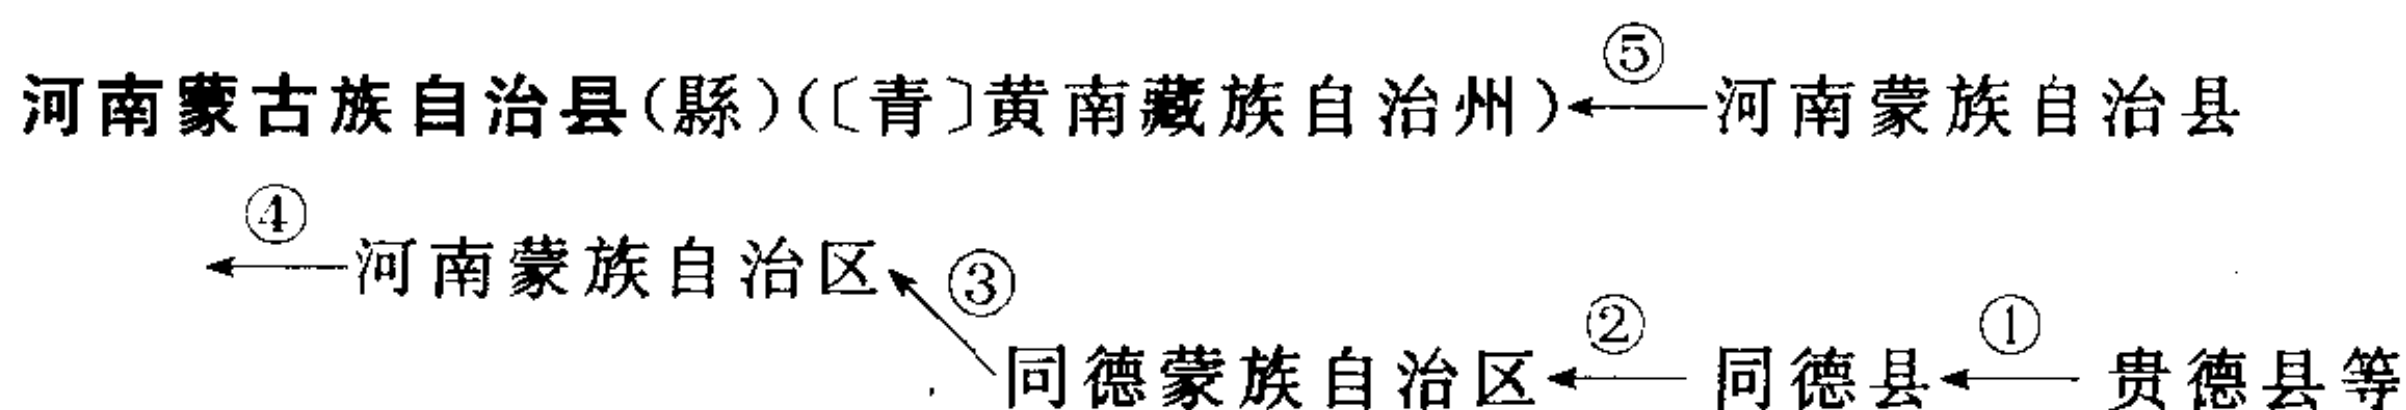 河南蒙古族自治县(縣)(〔青〕黄南藏族自治州)←⑤河南蒙族自治县
←④河南蒙族自治区↖③
同德蒙族自治区←②同德县←①贵德县等